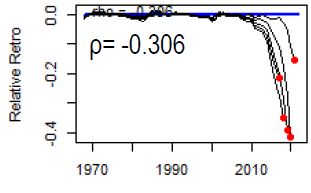 rho = -0.306
ρ= -0.306
Relative Retro
0.0
-0.2
-0.4
1970 1990 2010